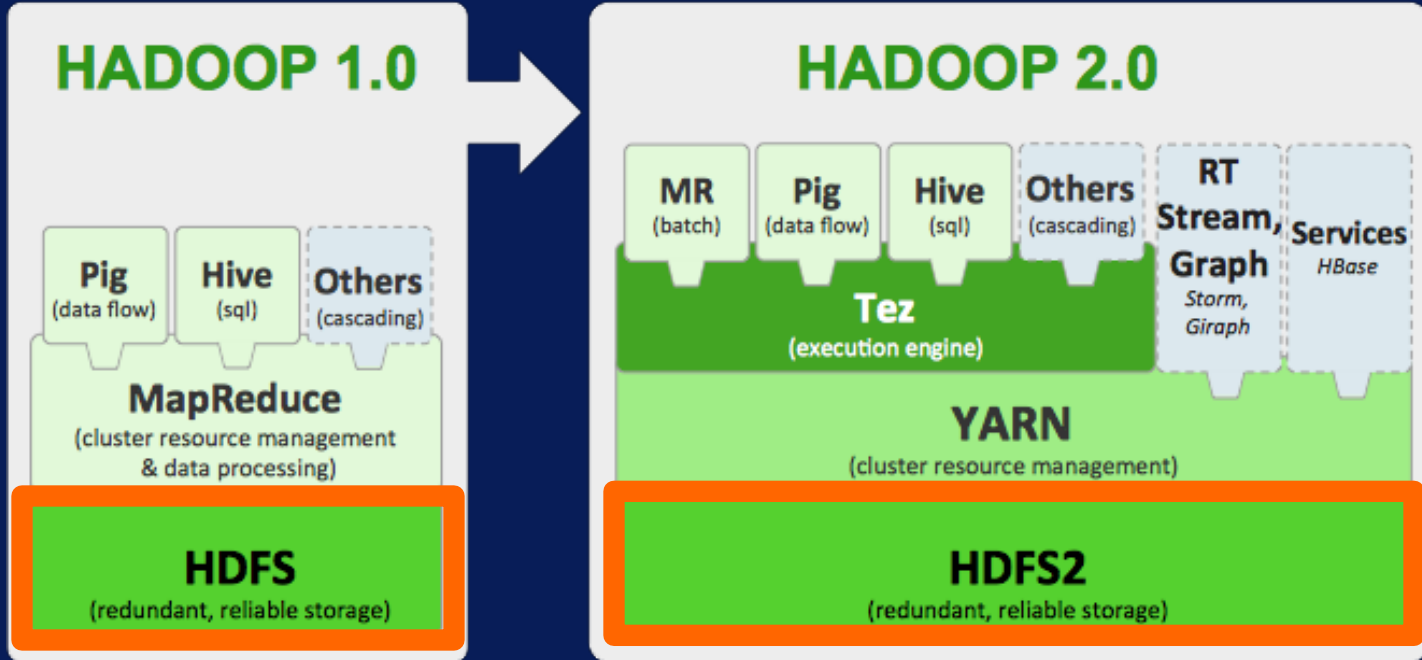 HADOOP 1.0
Pig
(data flow)
Hive
(sql)
Others
(cascading)
MapReduce
(cluster resource management
& data processing)
HDFS
(redundant, reliable storage)
HADOOP 2.0
MR
(batch)
Pig
(data flow)
Hive
(sql)
Others
(cascading)
RT
Stream,
Graph
Storm,
Giraph
Services
HBase
Tez
(execution engine)
YARN
(cluster resource management)
HDFS2
(redundant, reliable storage)